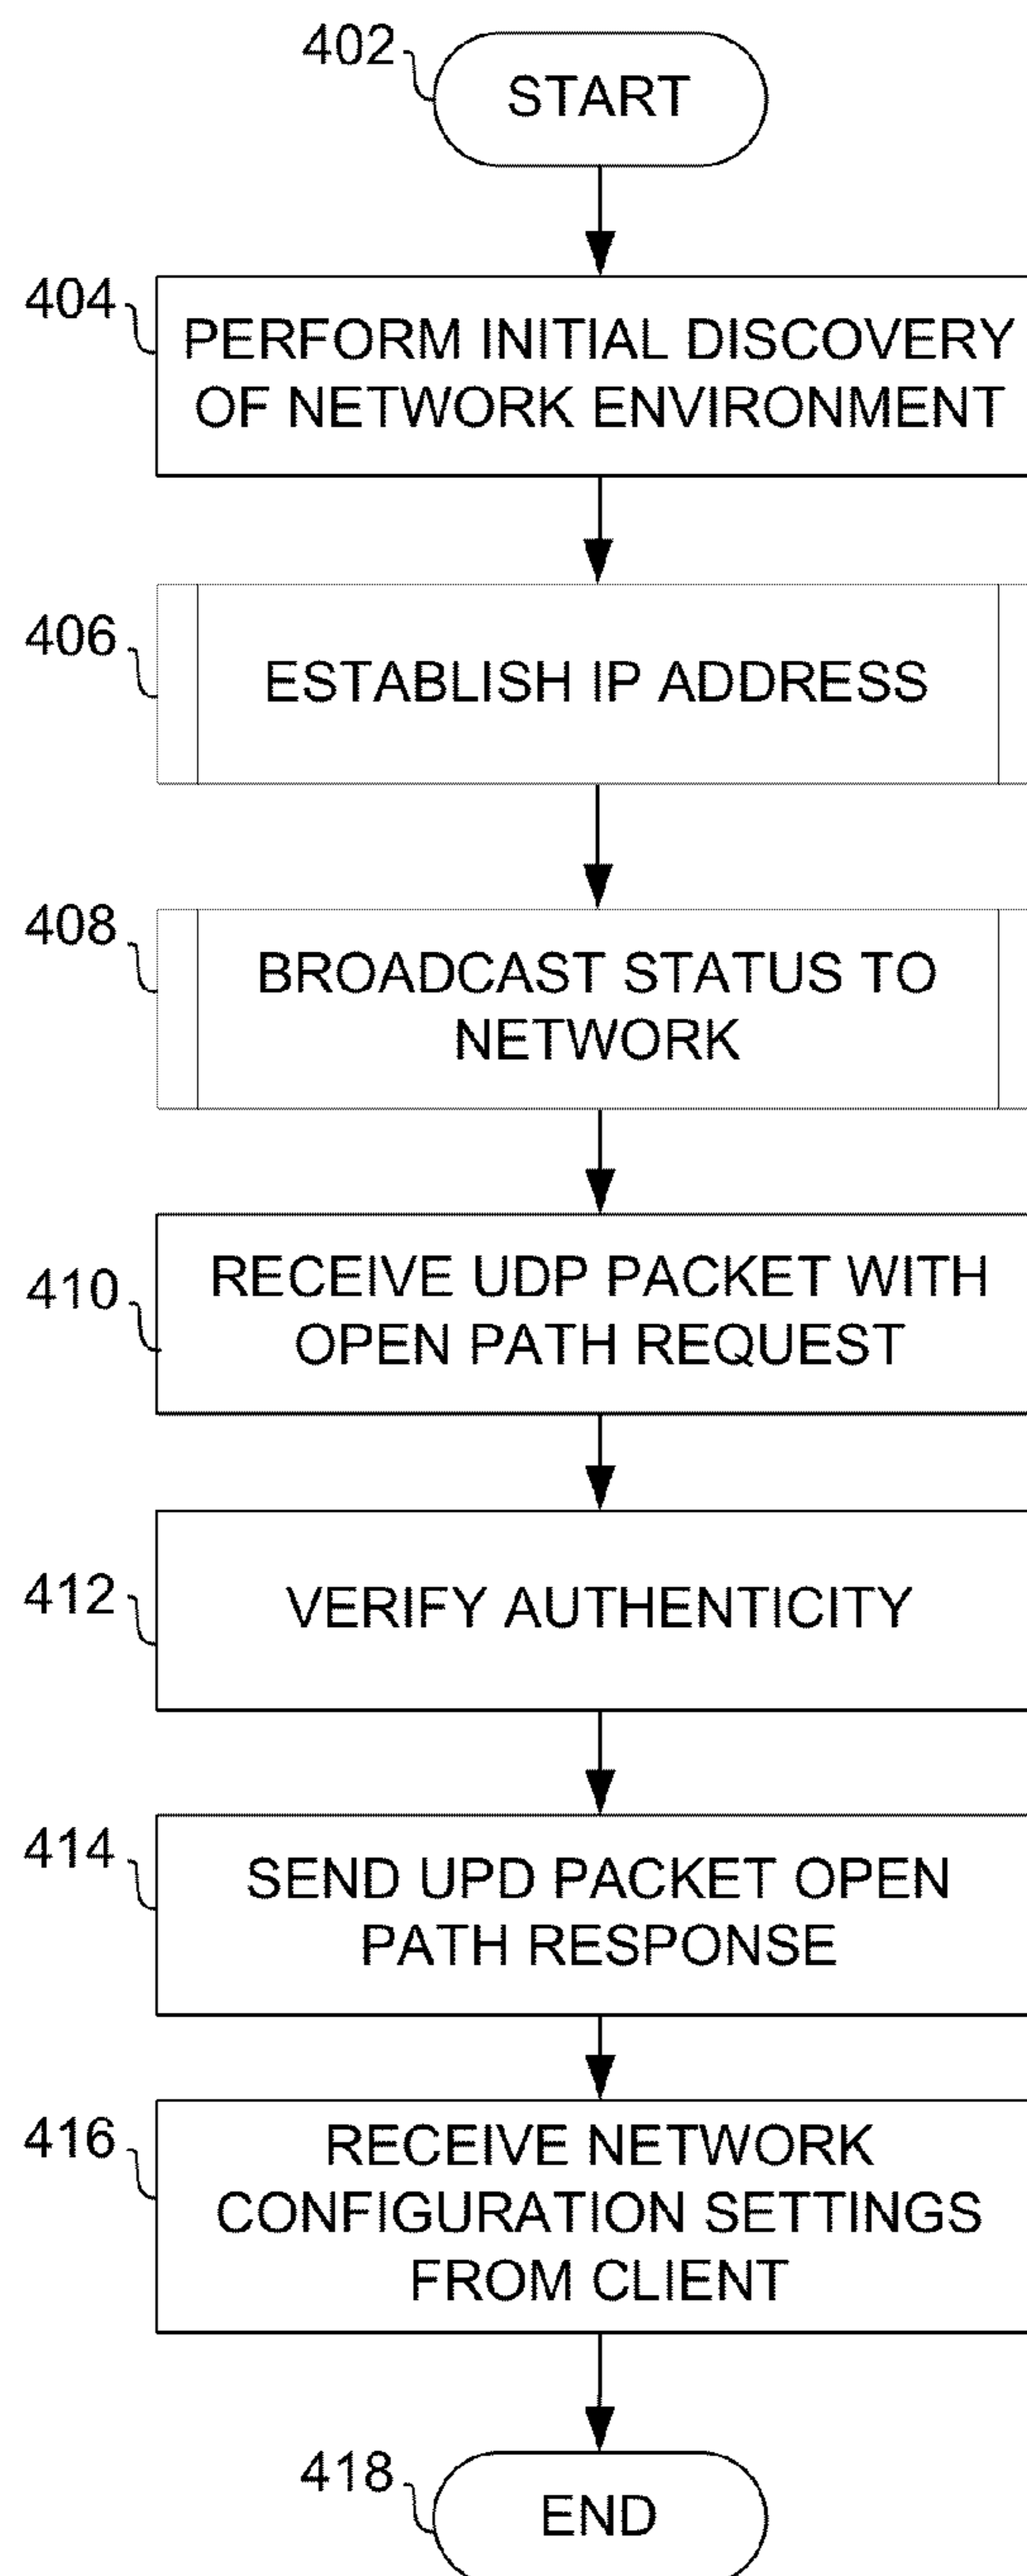 402
START
404
PERFORM INITIAL DISCOVERY
OF NETWORK ENVIRONMENT
406
ESTABLISH IP ADDRESS
408
BROADCAST STATUS TO
NETWORK
410
RECEIVE UDP PACKET WITH
OPEN PATH REQUEST
412
VERIFY AUTHENTICITY
414
SEND UPD PACKET OPEN
PATH RESPONSE
416
RECEIVE NETWORK
CONFIGURATION SETTINGS
FROM CLIENT
418
END